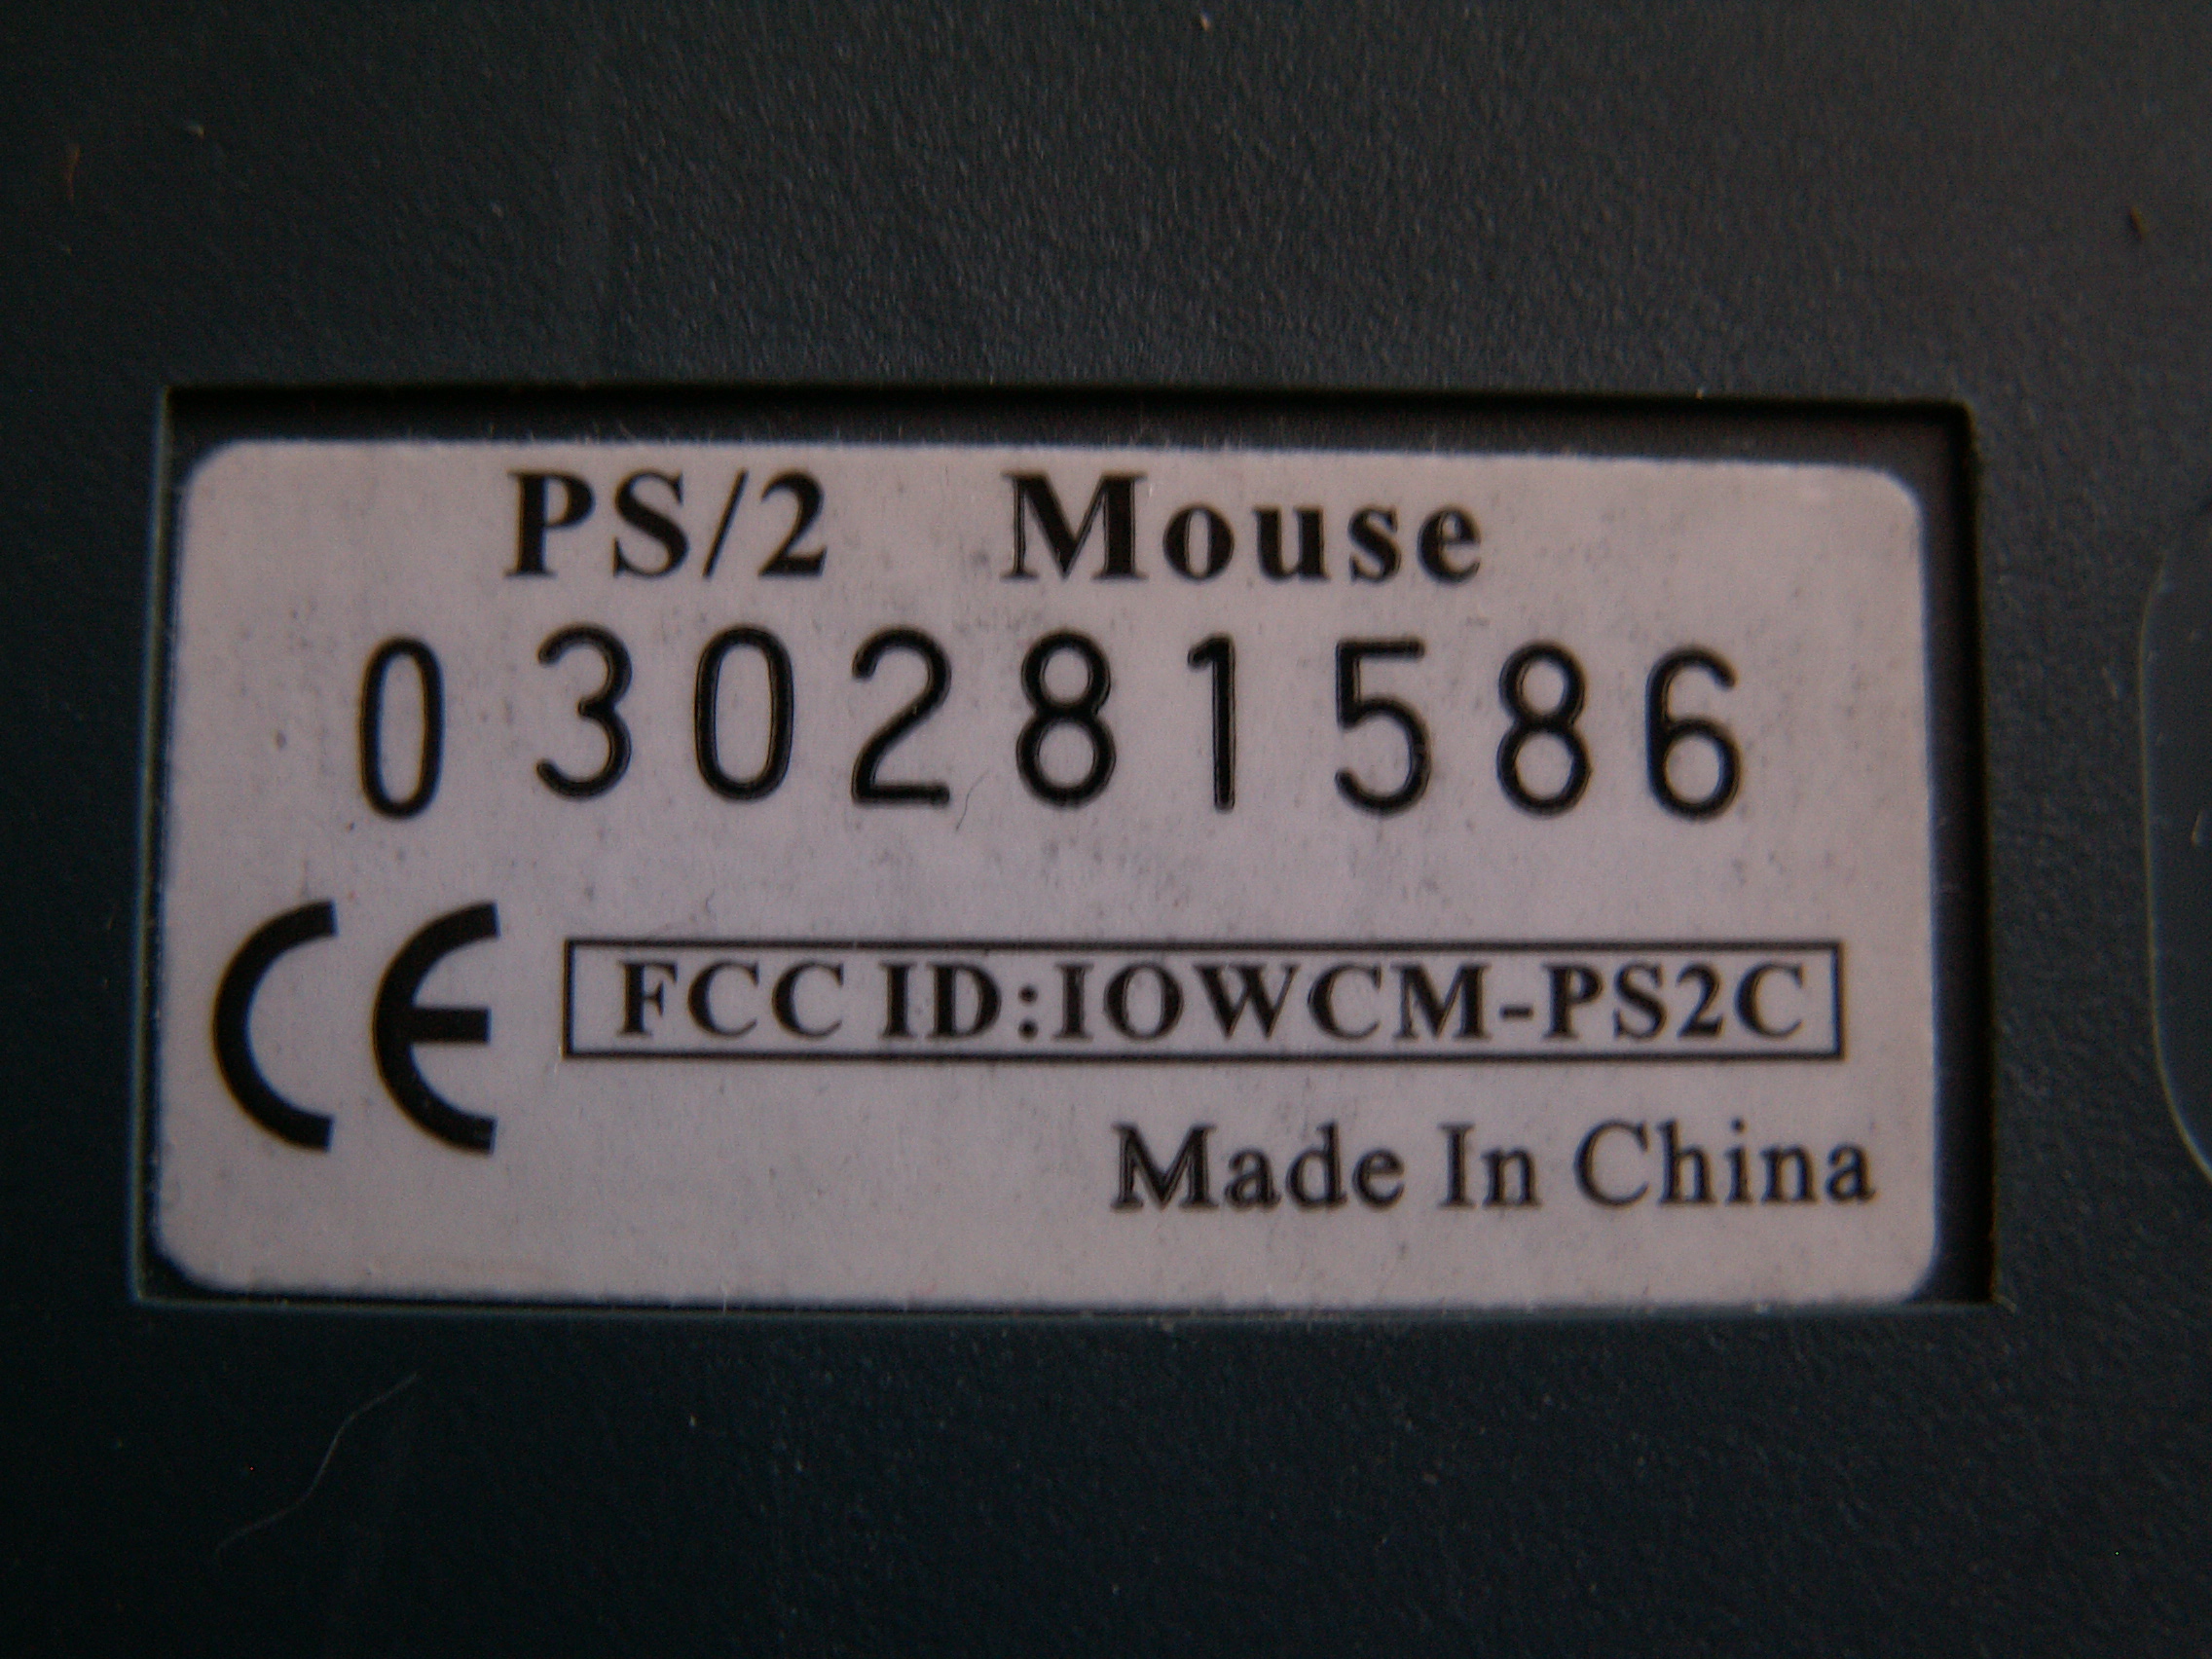 PS/2 Mouse
030281586
CE FCC ID:IOWCM-PS2C
Made In China